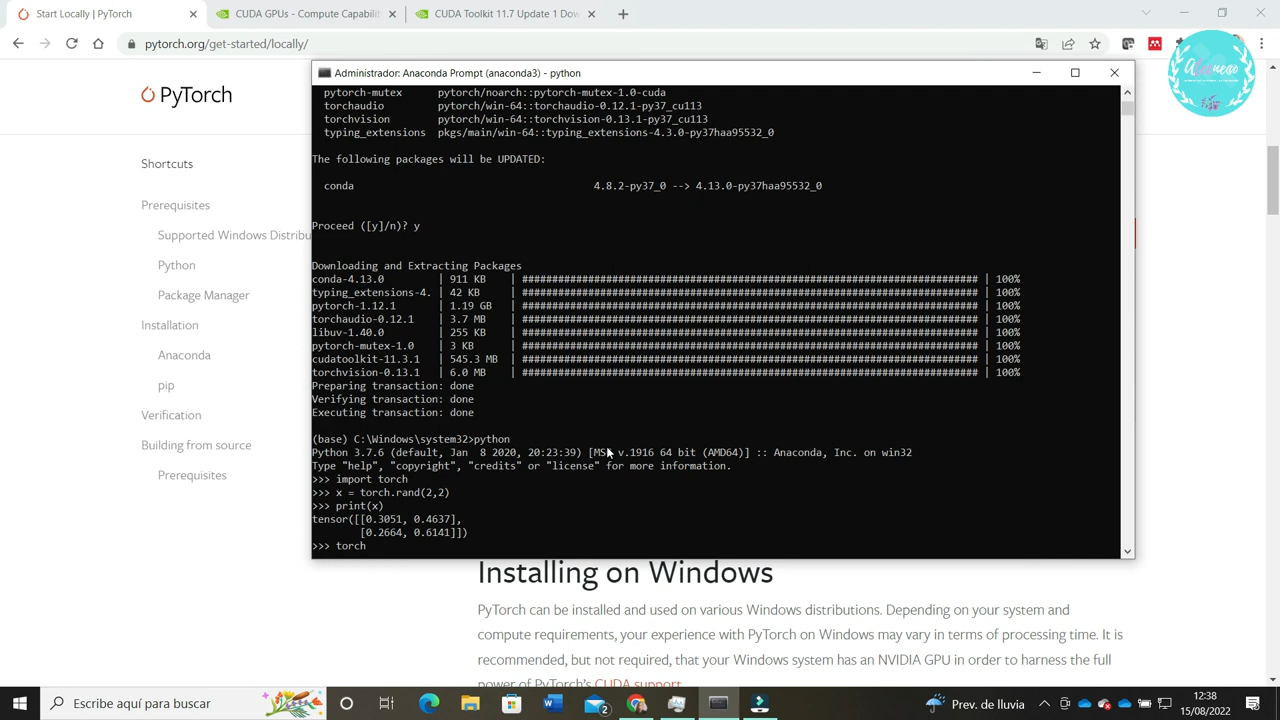 Start Locally | PyTorch
CUDA GPUs - Compute Capabilit
CUDA Toolkit 11.7 Update 1 Dow
pytorch.org/get-started/locally/
PyTorch
Shortcuts
Prerequisites
Supported Windows Distribu
Python
Package Manager
Installation
Anaconda
pip
Verification
Building from source
Prerequisites
Administrador: Anaconda Prompt (anaconda3) - python
pytorch-mutex pytorch/noarch::pytorch-mutex-1.0-cuda
torchaudio pytorch/win-64::torchaudio-0.12.1-py37_cu113
torchvision pytorch/win-64::torchvision-0.13.1-py37_cu113
typing_extensions pkgs/main/win-64::typing_extensions-4.3.0-py37haa95532_0
The following packages will be UPDATED:
conda 4.8.2-py37_0 --> 4.13.0-py37haa95532_0
Proceed ([y]/n)? y
Downloading and Extracting Packages
conda-4.13.0 | 911 KB | ############################################################################ | 100%
typing_extensions-4. | 42 KB | ############################################################################ | 100%
pytorch-1.12.1 | 1.19 GB | ############################################################################ | 100%
torchaudio-0.12.1 | 3.7 MB | ############################################################################ | 100%
libuv-1.40.0 | 255 KB | ############################################################################ | 100%
pytorch-mutex-1.0 | 3 KB | ############################################################################ | 100%
cudatoolkit-11.3.1 | 545.3 MB | ############################################################################ | 100%
torchvision-0.13.1 | 6.0 MB | ############################################################################ | 100%
Preparing transaction: done
Verifying transaction: done
Executing transaction: done
(base) C:\Windows\system32>python
Python 3.7.6 (default, Jan 8 2020, 20:23:39) [MSC v.1916 64 bit (AMD64)] :: Anaconda, Inc. on win32
Type "help", "copyright", "credits" or "license" for more information.
>>> import torch
>>> x = torch.rand(2,2)
>>> print(x)
tensor([[0.3051, 0.4637],
[0.2664, 0.6141]])
>>> torch
Installing on Windows
PyTorch can be installed and used on various Windows distributions. Depending on your system and
compute requirements, your experience with PyTorch on Windows may vary in terms of processing time. It is
recommended, but not required, that your Windows system has an NVIDIA GPU in order to harness the full
power of PyTorch's CUDA support.
Escribe aquí para buscar
2
Prev. de lluvia
12:38
15/08/2022